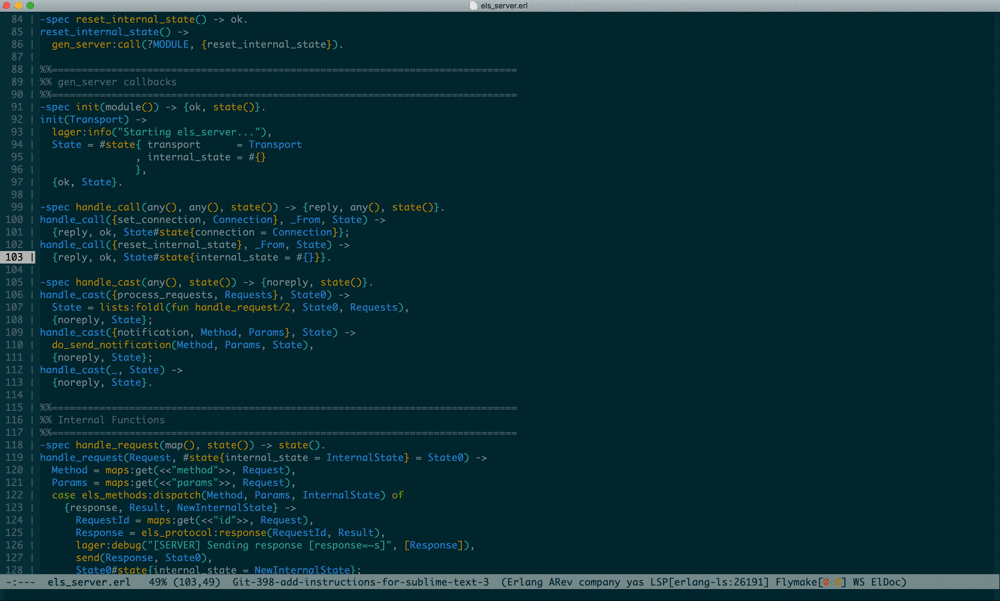 els_server.erl
84 | -spec reset_internal_state() -> ok.
85 | reset_internal_state() ->
86 |   gen_server:call(?MODULE, {reset_internal_state}).
87 |
88 | %%==============================================================================
89 | %% gen_server callbacks
90 | %%==============================================================================
91 | -spec init(module()) -> {ok, state()}.
92 | init(Transport) ->
93 |   lager:info("Starting els_server..."),
94 |   State = #state{ transport      = Transport
95 |                 , internal_state = #{}
96 |                 },
97 |   {ok, State}.
98 |
99 | -spec handle_call(any(), any(), state()) -> {reply, any(), state()}.
100 | handle_call({set_connection, Connection}, _From, State) ->
101 |   {reply, ok, State#state{connection = Connection}};
102 | handle_call({reset_internal_state}, _From, State) ->
103 |   {reply, ok, State#state{internal_state = #{}}}.
104 |
105 | -spec handle_cast(any(), state()) -> {noreply, state()}.
106 | handle_cast({process_requests, Requests}, State0) ->
107 |   State = lists:foldl(fun handle_request/2, State0, Requests),
108 |   {noreply, State};
109 | handle_cast({notification, Method, Params}, State) ->
110 |   do_send_notification(Method, Params, State),
111 |   {noreply, State};
112 | handle_cast(_, State) ->
113 |   {noreply, State}.
114 |
115 | %%==============================================================================
116 | %% Internal Functions
117 | %%==============================================================================
118 | -spec handle_request(map(), state()) -> state().
119 | handle_request(Request, #state{internal_state = InternalState} = State0) ->
120 |   Method = maps:get(<<"method">>, Request),
121 |   Params = maps:get(<<"params">>, Request),
122 |   case els_methods:dispatch(Method, Params, InternalState) of
123 |     {response, Result, NewInternalState} ->
124 |       RequestId = maps:get(<<"id">>, Request),
125 |       Response = els_protocol:response(RequestId, Result),
126 |       lager:debug("[SERVER] Sending response [response=~s]", [Response]),
127 |       send(Response, State0),
128 |       State0#state{internal_state = NewInternalState};
-:---  els_server.erl   49% (103,49)  Git-398-add-instructions-for-sublime-text-3  (Erlang ARev company yas LSP[erlang-ls:26191] Flymake[0 0] WS ElDoc)